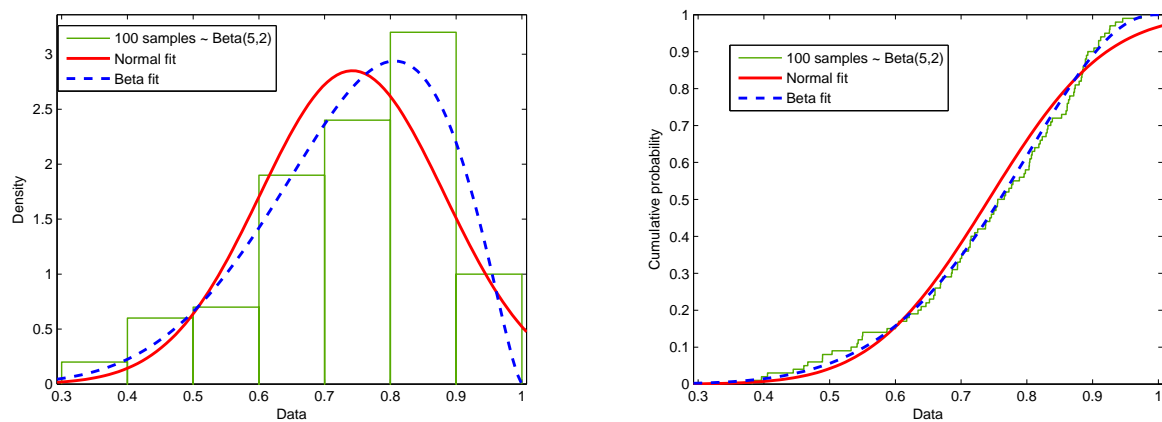 100 samples ~ Beta(5,2)
Normal fit
Beta fit
3
2.5
2
1.5
1
0.5
0
Density
0.3 0.4 0.5 0.6 0.7 0.8 0.9 1
Data
100 samples ~ Beta(5,2)
Normal fit
Beta fit
1
0.9
0.8
0.7
0.6
0.5
0.4
0.3
0.2
0.1
0
Cumulative probability
0.3 0.4 0.5 0.6 0.7 0.8 0.9 1
Data